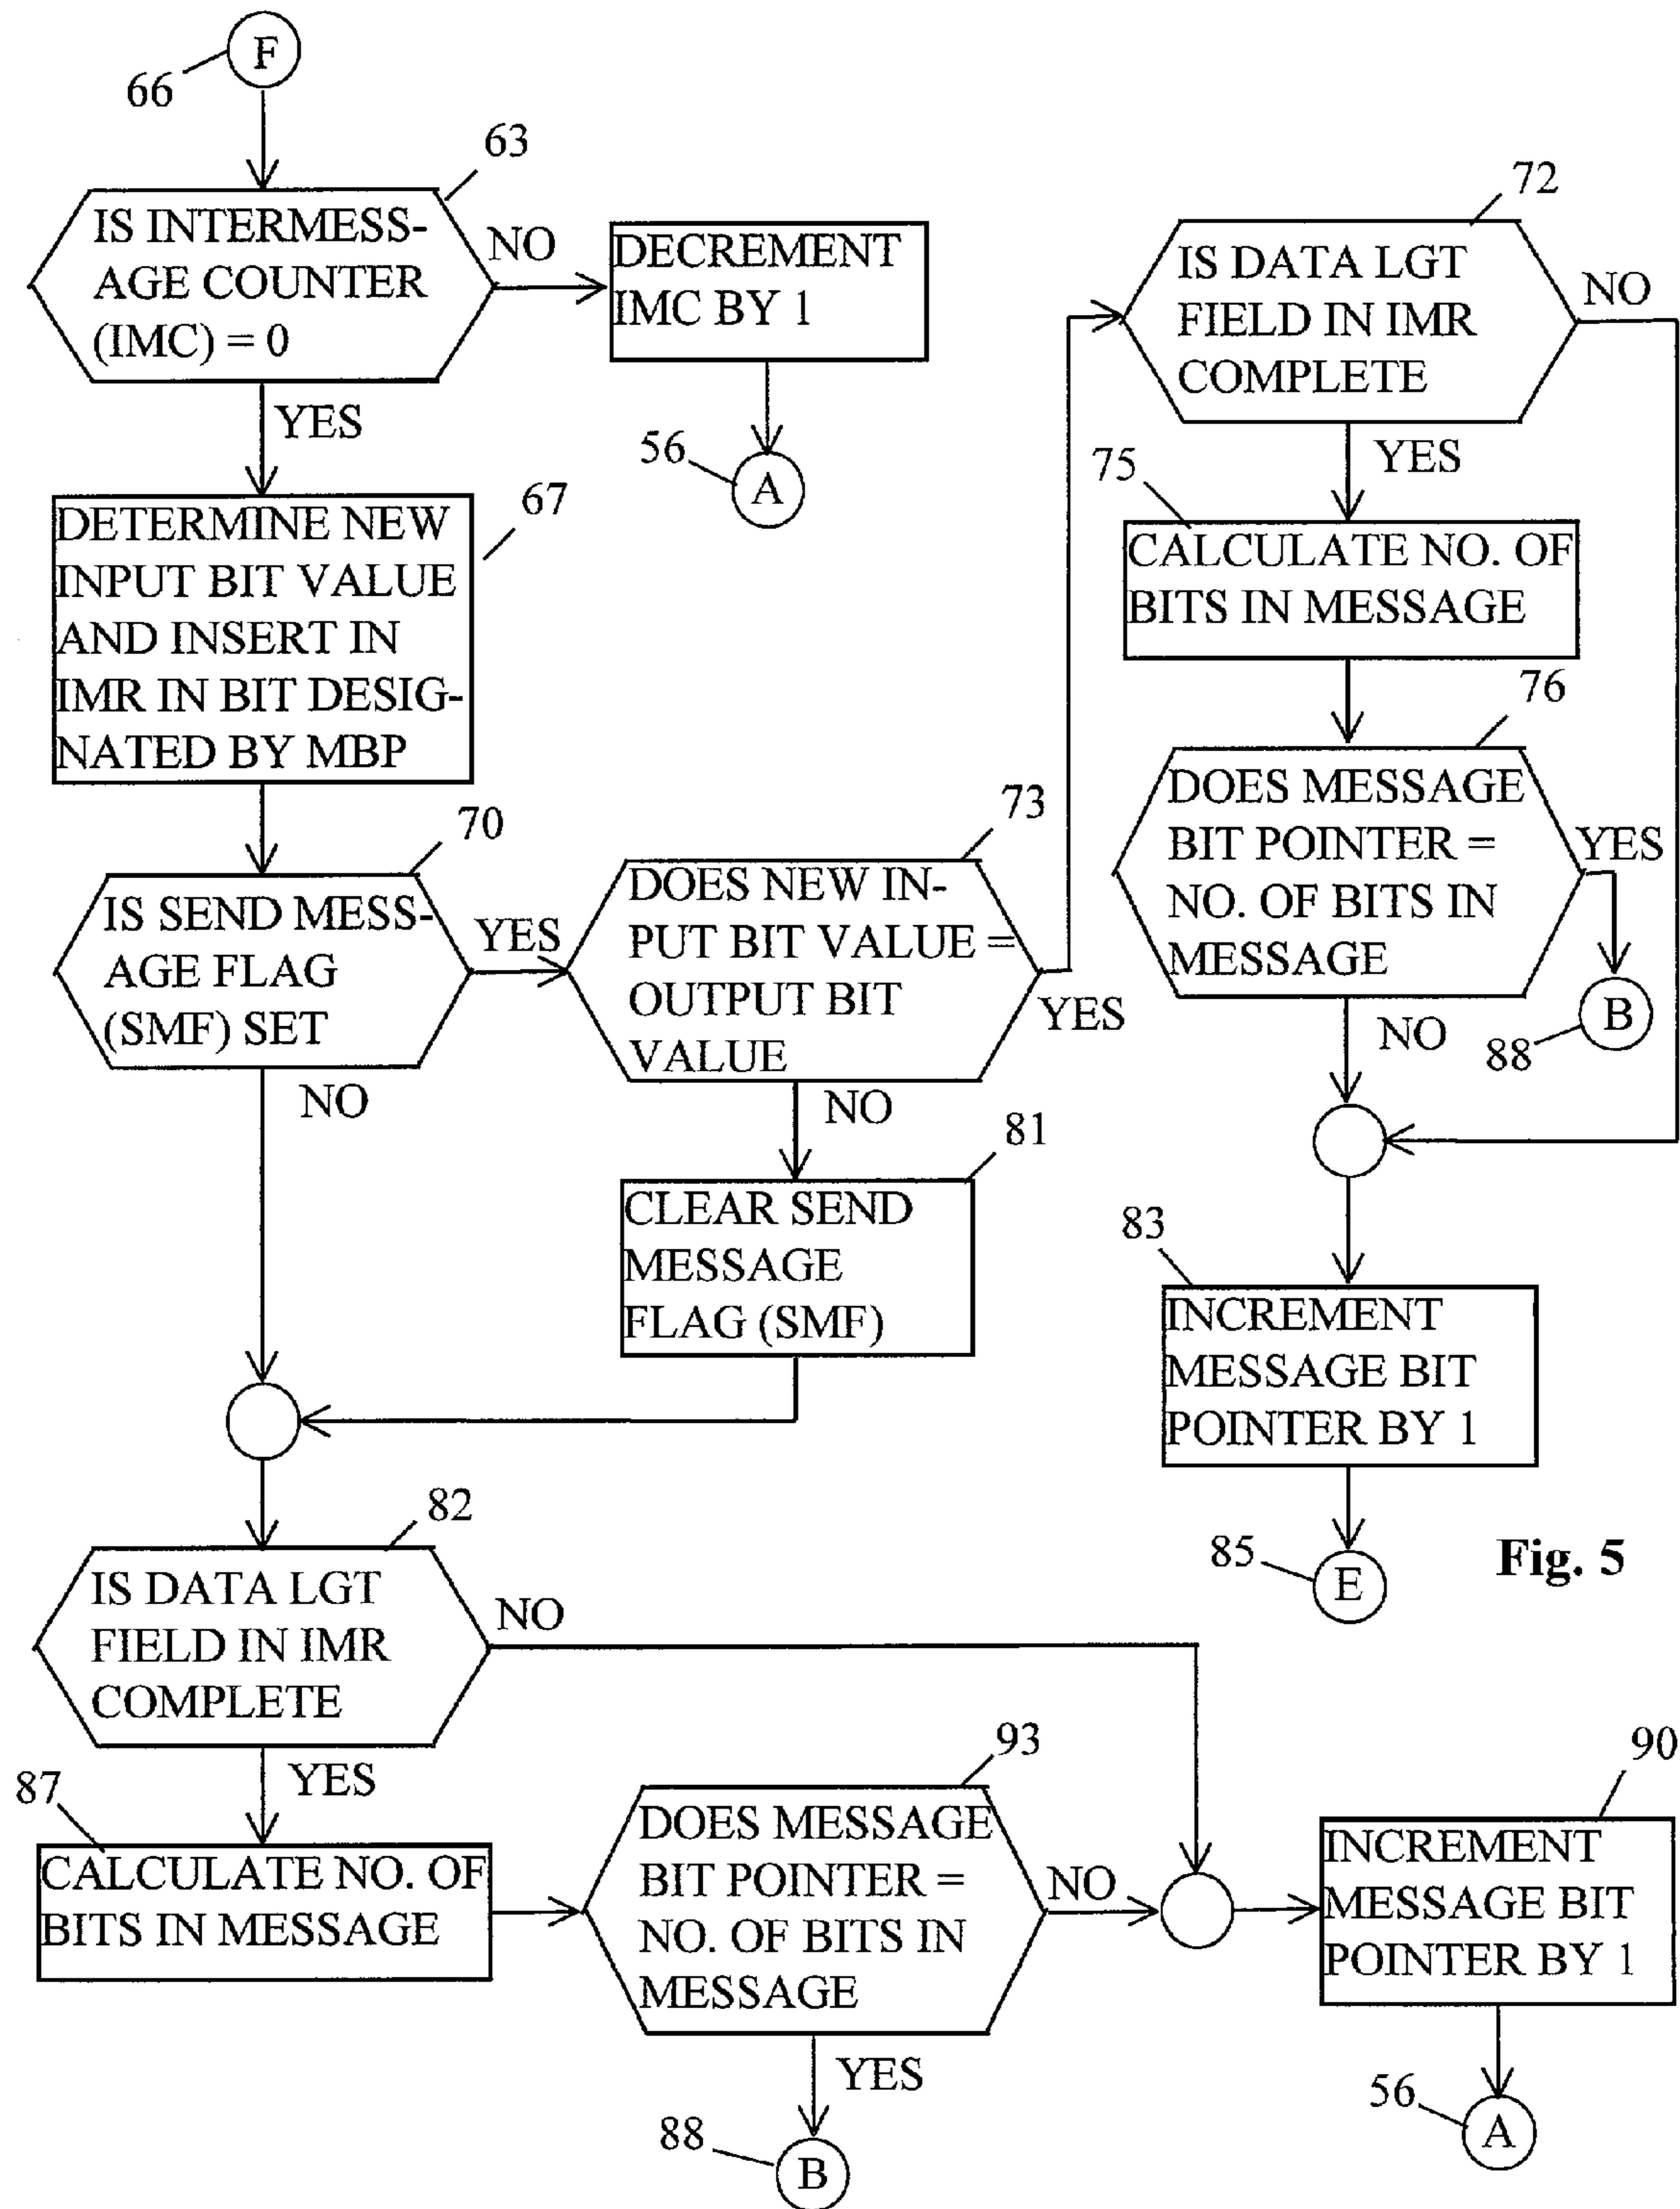 F
66
63
IS INTERMESS-
AGE COUNTER
(IMC) = 0
NO
DECREMENT
IMC BY 1
YES
56
A
67
DETERMINE NEW
INPUT BIT VALUE
AND INSERT IN
IMR IN BIT DESIG-
NATED BY MBP
70
IS SEND MESS-
AGE FLAG
(SMF) SET
YES
NO
73
DOES NEW IN-
PUT BIT VALUE =
OUTPUT BIT
VALUE
YES
NO
81
CLEAR SEND
MESSAGE
FLAG (SMF)
72
IS DATA LGT
FIELD IN IMR
COMPLETE
NO
YES
75
CALCULATE NO. OF
BITS IN MESSAGE
76
DOES MESSAGE
BIT POINTER =
NO. OF BITS IN
MESSAGE
YES
B
88
NO
83
INCREMENT
MESSAGE BIT
POINTER BY 1
85
E
Fig. 5
82
IS DATA LGT
FIELD IN IMR
COMPLETE
NO
YES
87
CALCULATE NO. OF
BITS IN MESSAGE
93
DOES MESSAGE
BIT POINTER =
NO. OF BITS IN
MESSAGE
NO
YES
88
B
90
INCREMENT
MESSAGE BIT
POINTER BY 1
56
A